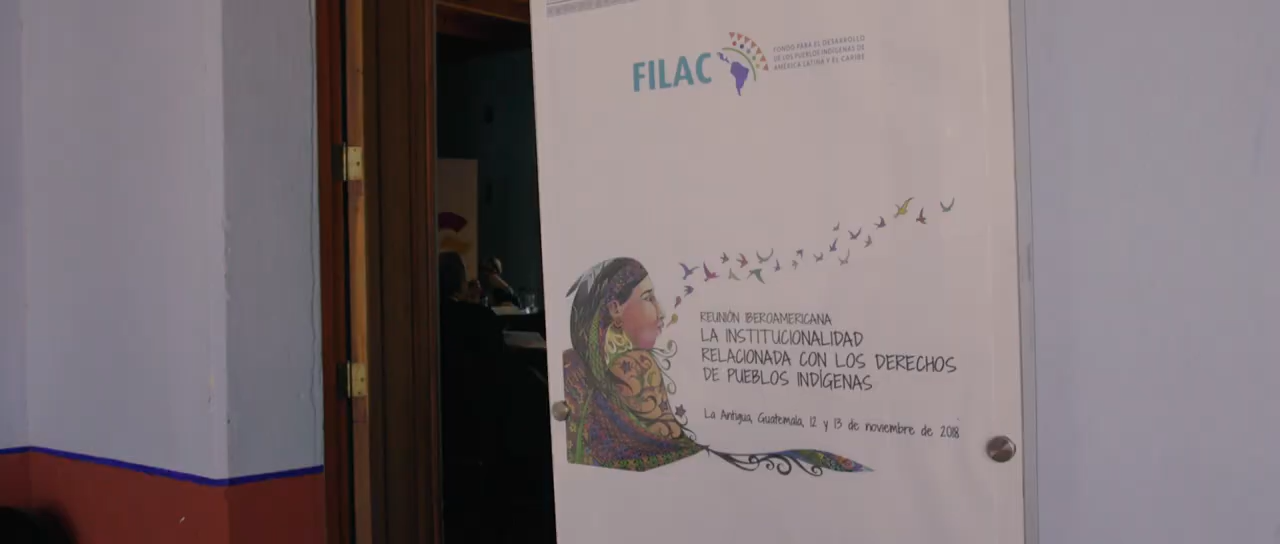 FILAC
FONDO PARA EL DESARROLLO
DE LOS PUEBLOS INDÍGENAS DE
AMÉRICA LATINA Y EL CARIBE
REUNIÓN IBEROAMERICANA
LA INSTITUCIONALIDAD
RELACIONADA CON LOS DERECHOS
DE PUEBLOS INDÍGENAS
La Antigua, Guatemala, 12 y 13 de noviembre de 2018